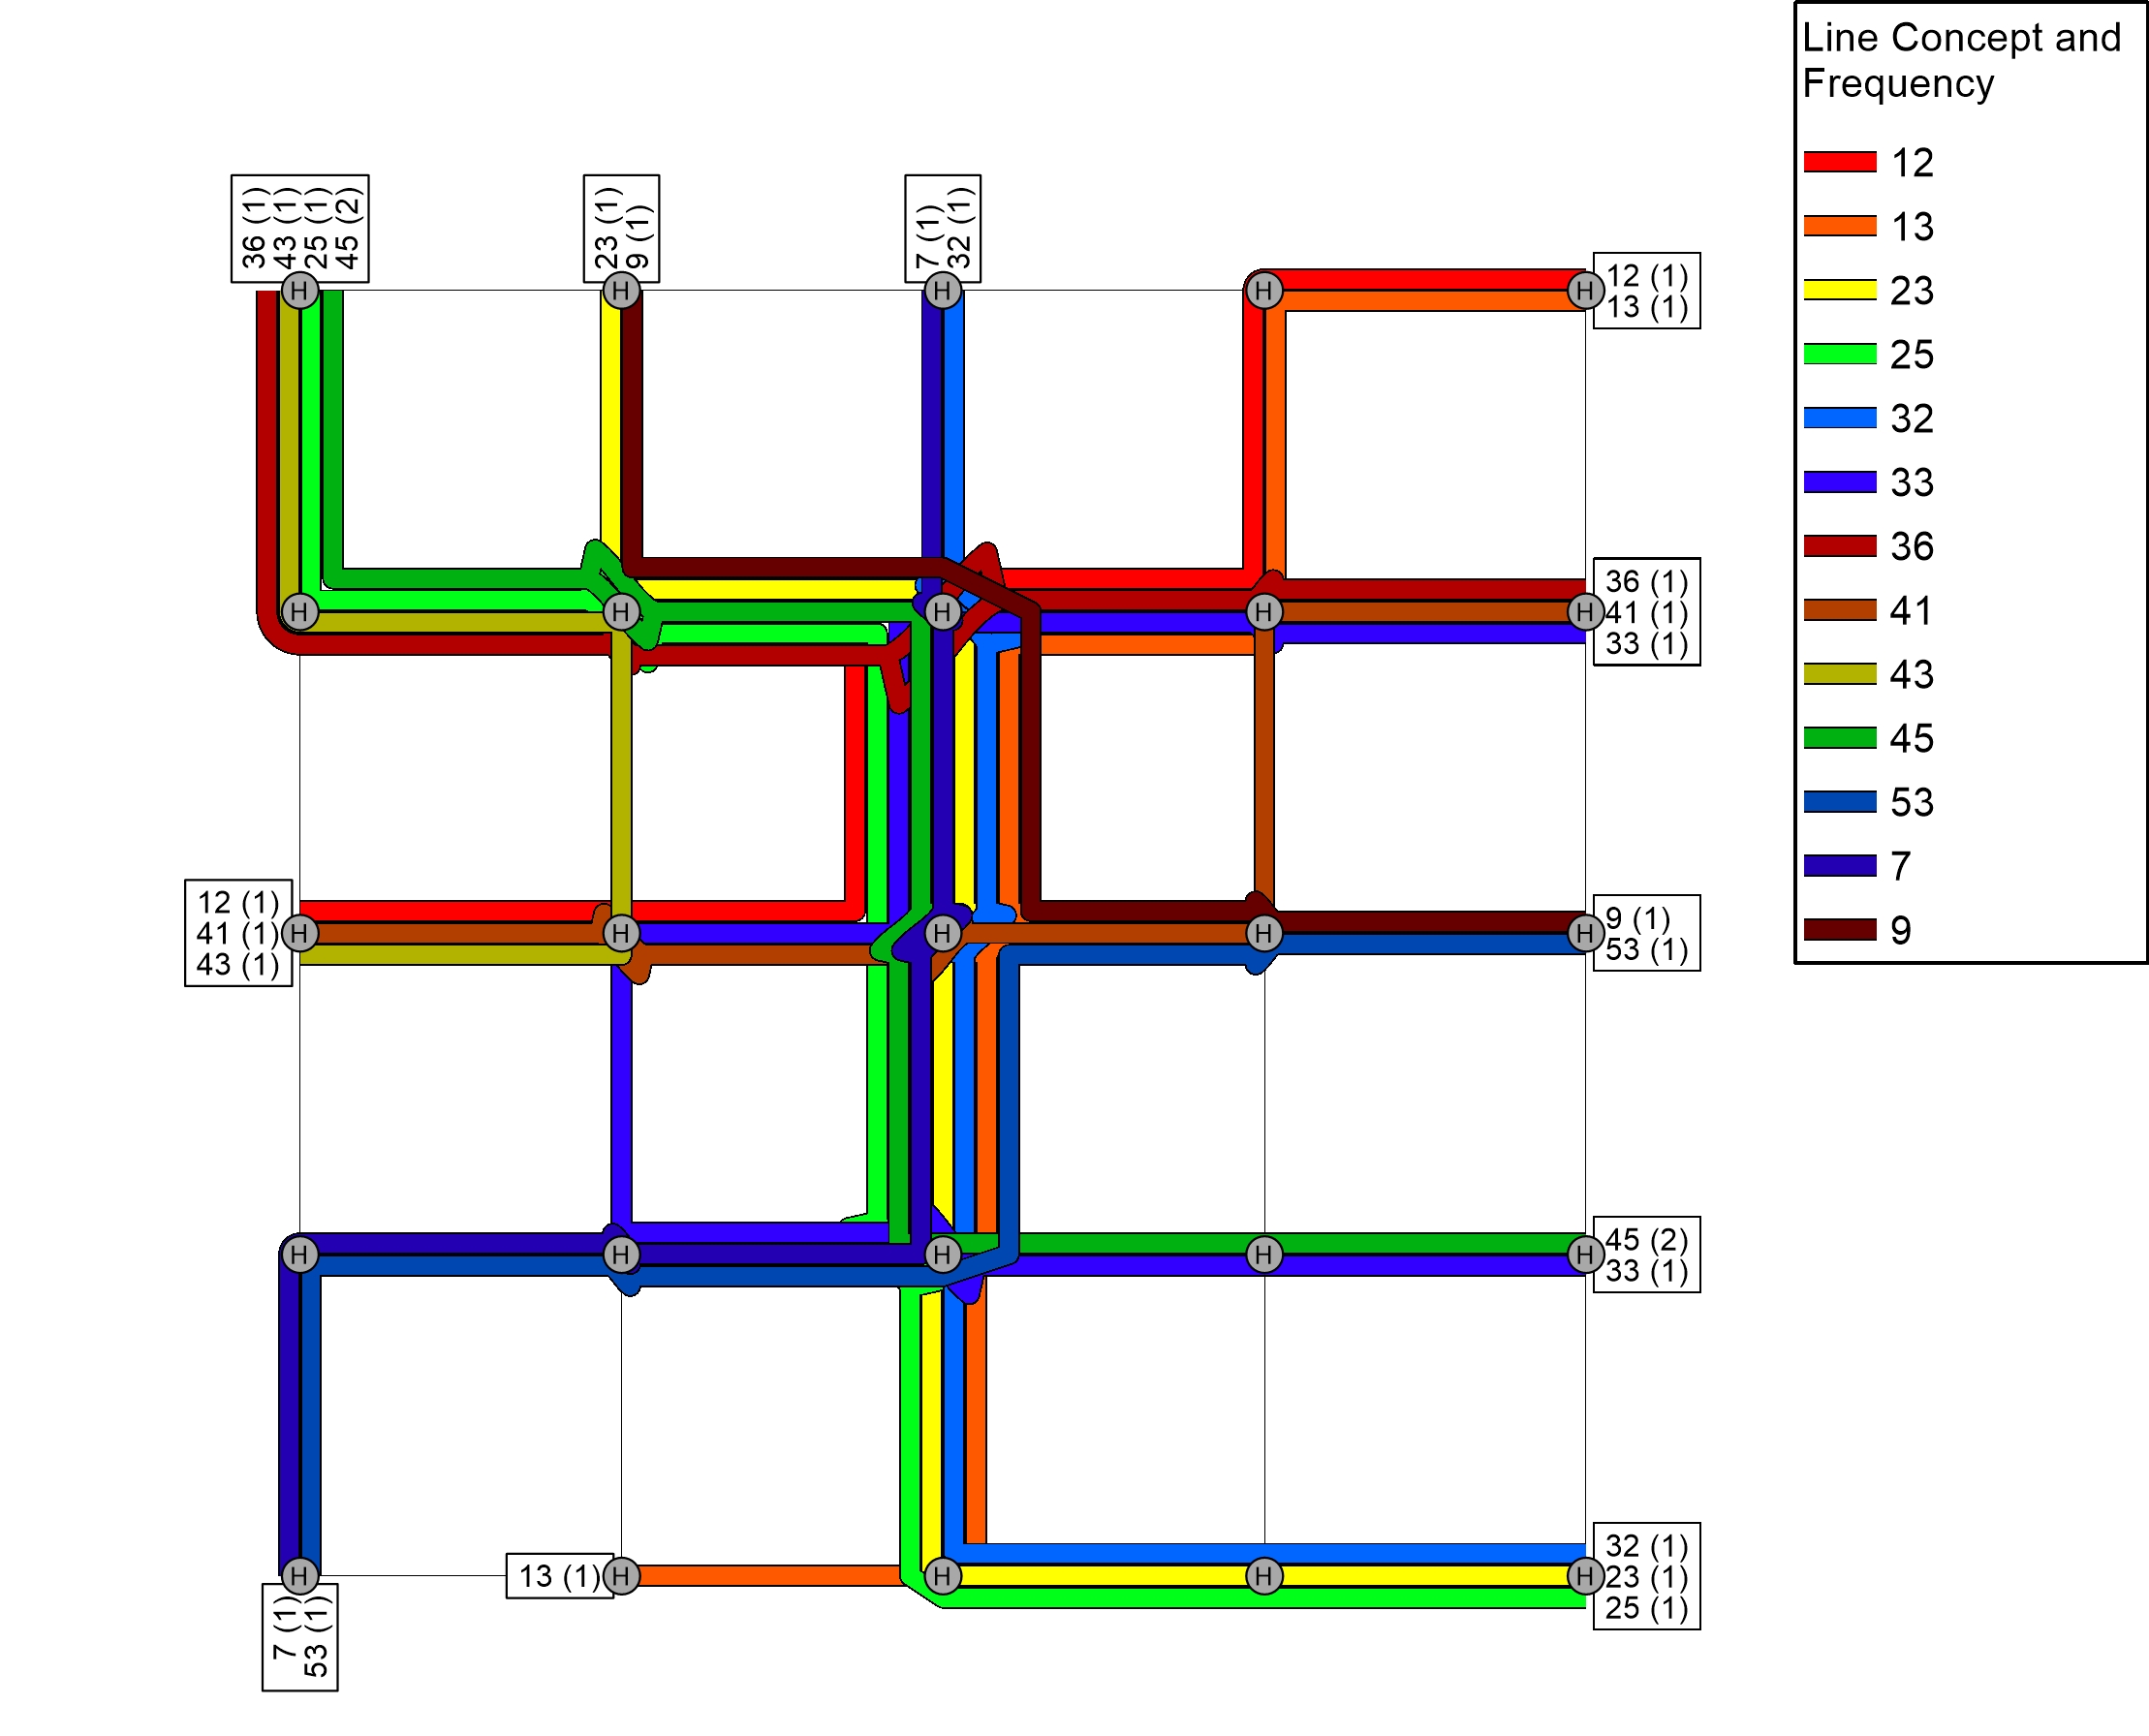 Line Concept and
Frequency
12
13
23
25
32
33
36
41
43
45
53
7
9
36 (1)
43 (1)
25 (1)
45 (2)
23 (1)
9 (1)
7 (1)
32 (1)
H
H
H
H
H
12 (1)
13 (1)
H
H
H
H
H
36 (1)
41 (1)
33 (1)
12 (1)
41 (1)
43 (1)
H
H
H
H
H
9 (1)
53 (1)
H
H
H
H
H
45 (2)
33 (1)
13 (1)
H
H
H
H
H
32 (1)
23 (1)
25 (1)
7 (1)
53 (1)